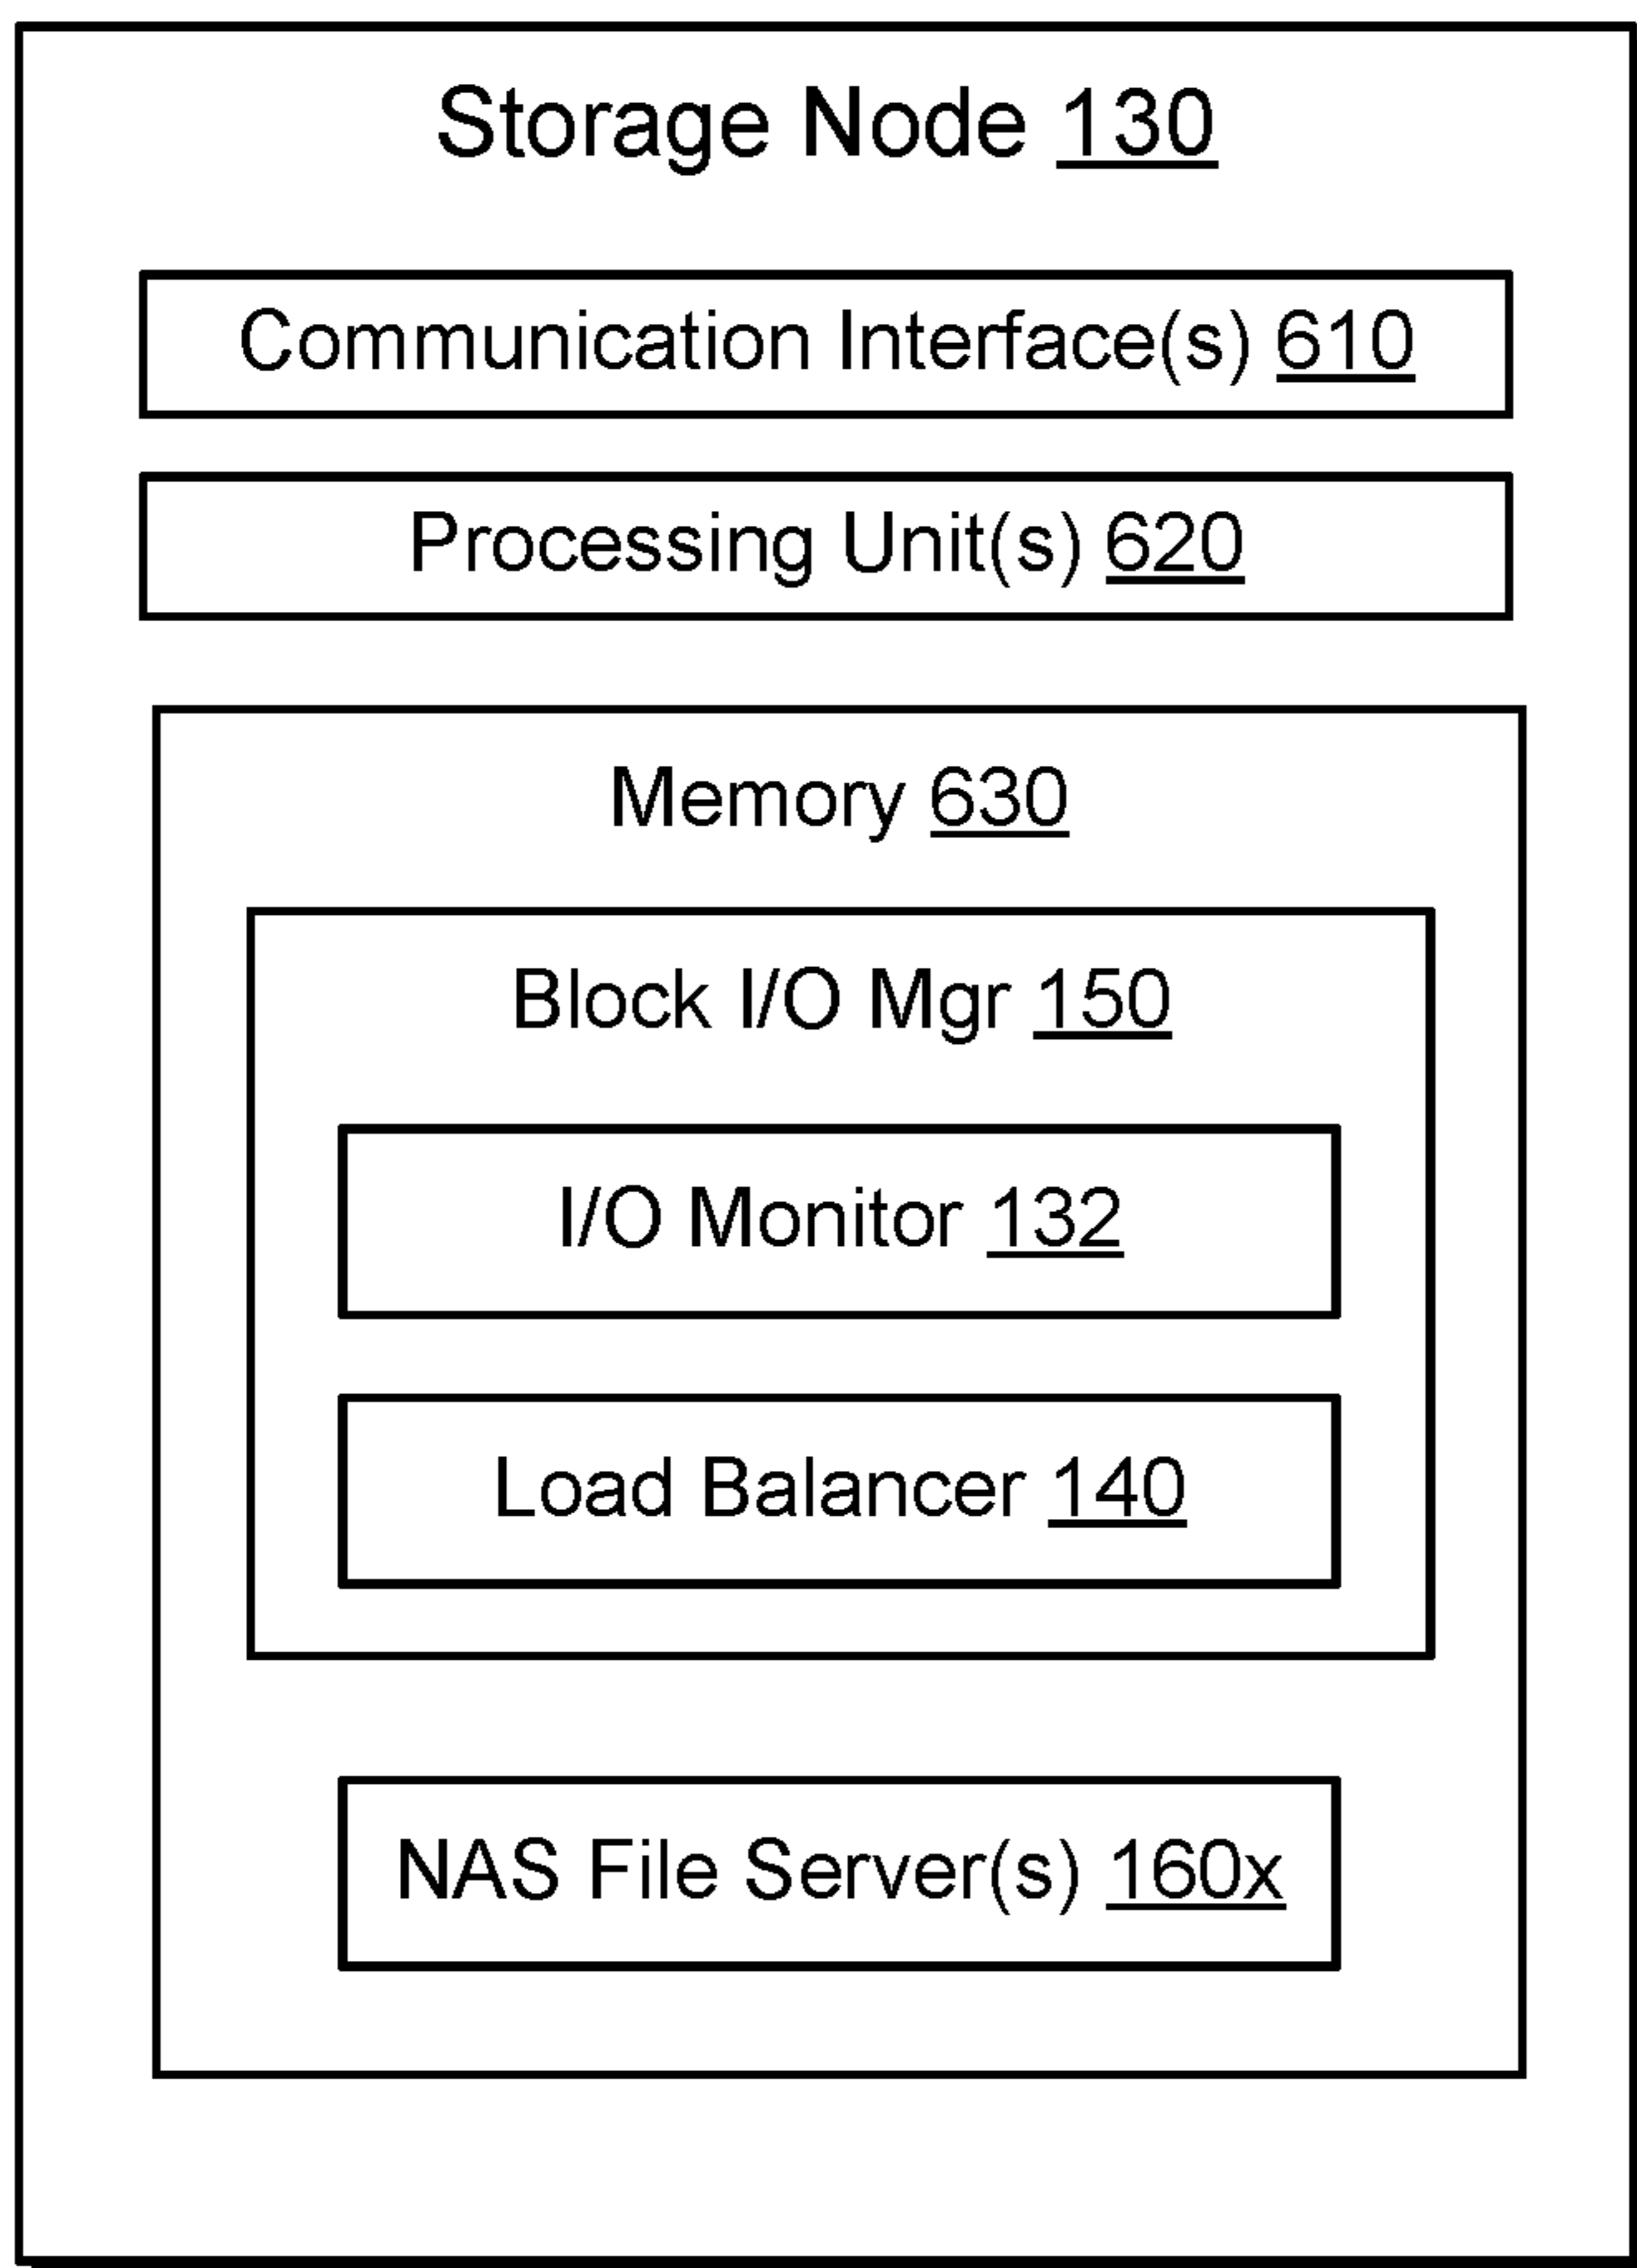 Storage Node 130
Communication Interface(s) 610
Processing Unit(s) 620
Memory 630
Block I/O Mgr 150
I/O Monitor 132
Load Balancer 140
NAS File Server(s) 160x